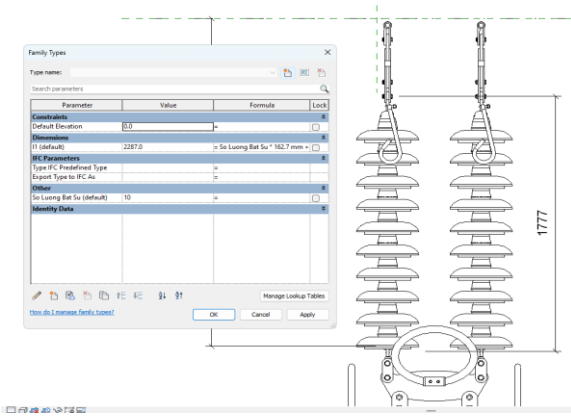 Family Types
Type name:
Search parameters
Parameter Value Formula Lock
Constraints
Default Elevation 0.0 =
Dimensions
l1 (default) 2287.0 = So Luong Bat Su * 162.7 mm +
IFC Parameters
Type IFC Predefined Type =
Export Type to IFC As =
Other
So Luong Bat Su (default) 10 =
Identity Data
Manage Lookup Tables
How do I manage family types?
OK Cancel Apply
1777